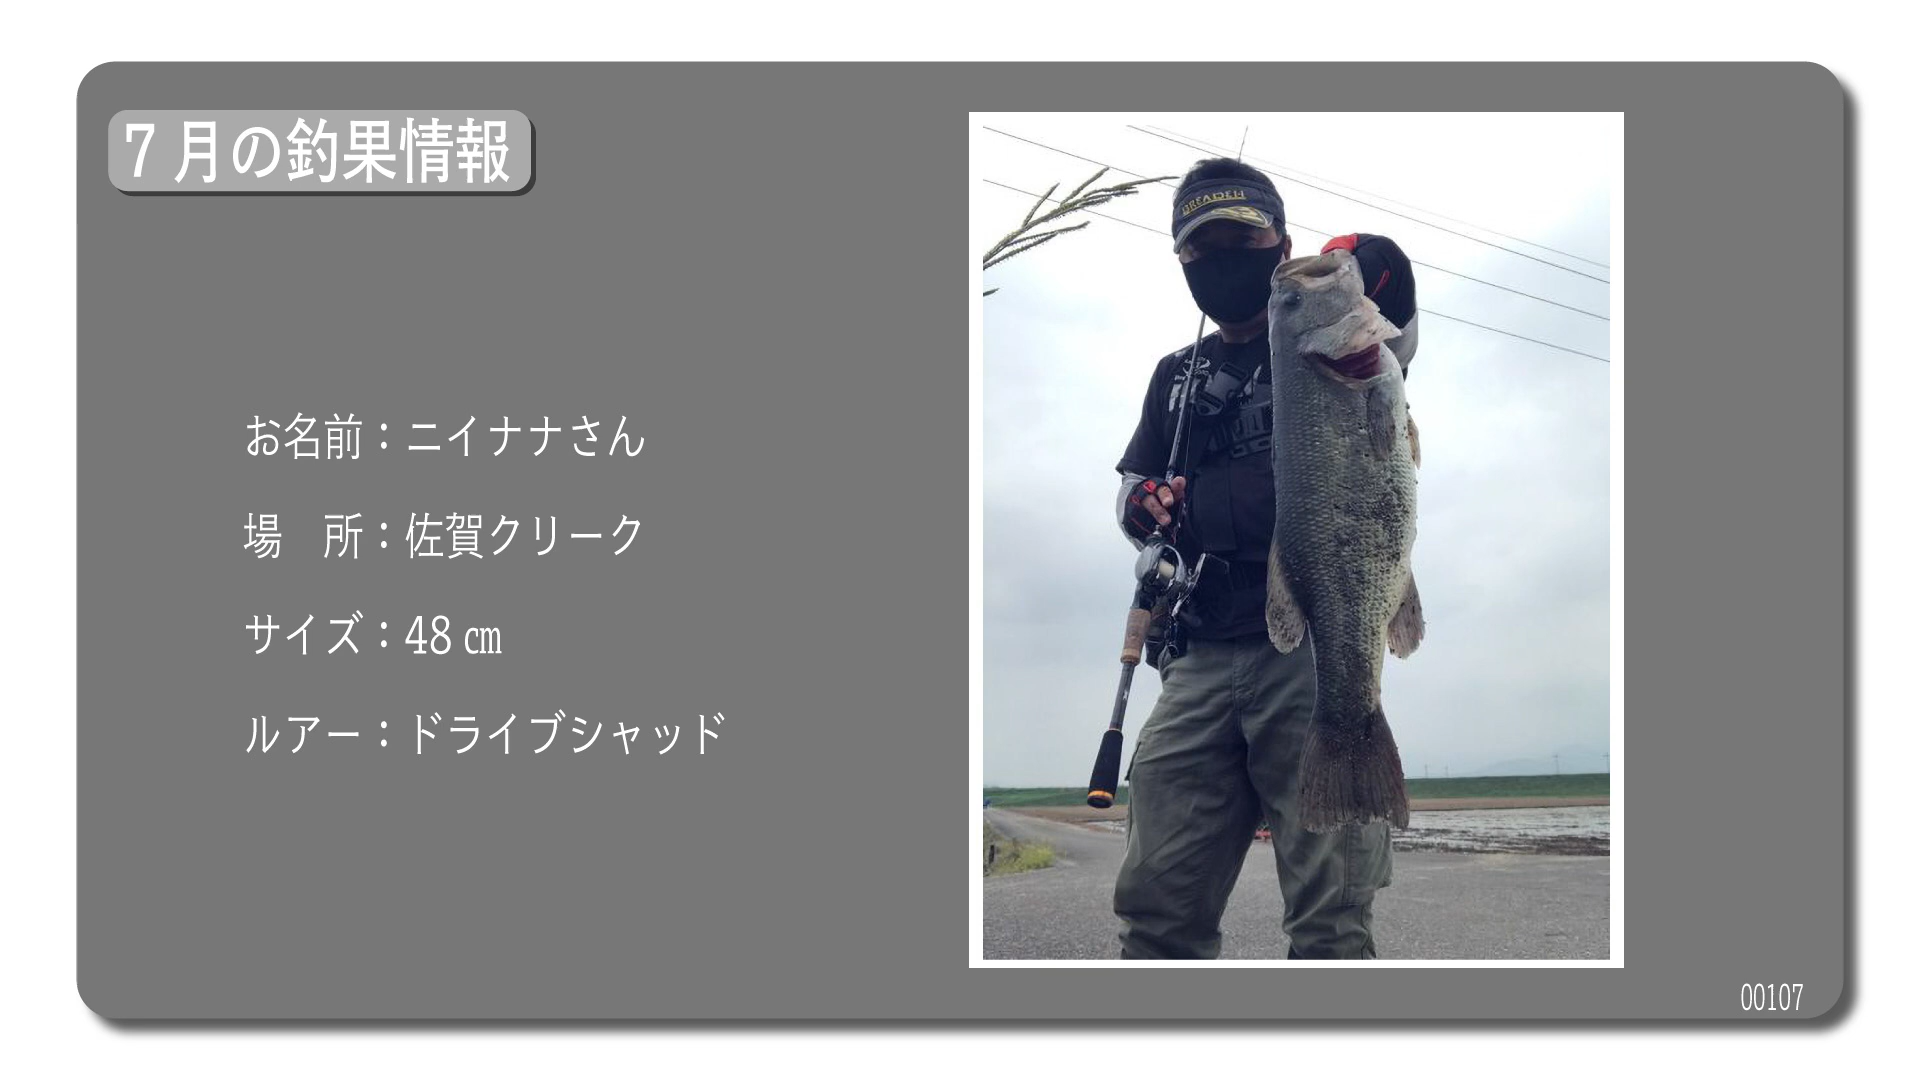 ７月の釣果情報
お名前：ニイナナさん
場　所：佐賀クリーク
サイズ：48㎝
ルアー：ドライブシャッド
BREADEN
00107